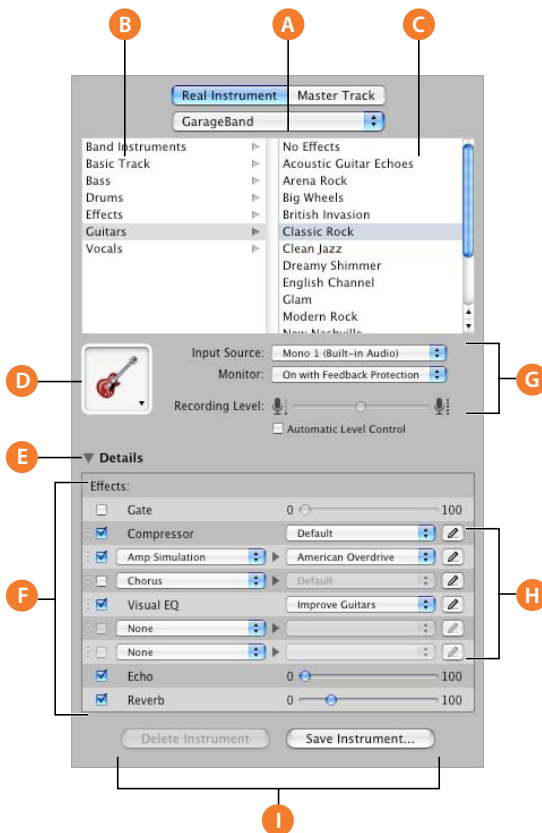 B A C
Real Instrument Master Track
GarageBand
Band Instruments No Effects
Basic Track Acoustic Guitar Echoes
Bass Arena Rock
Drums Big Wheels
Effects British Invasion
Guitars Classic Rock
Vocals Clean Jazz
Dreamy Shimmer
English Channel
Glam
Modern Rock
New Nashville
Input Source: Mono 1 (Built-in Audio)
D Monitor: On with Feedback Protection G
Recording Level:
Automatic Level Control
E Details
Effects:
Gate 0 100
Compressor Default
Amp Simulation American Overdrive
F Chorus Default H
Visual EQ Improve Guitars
None
None
Echo 0 100
Reverb 0 100
Delete Instrument Save Instrument...
I